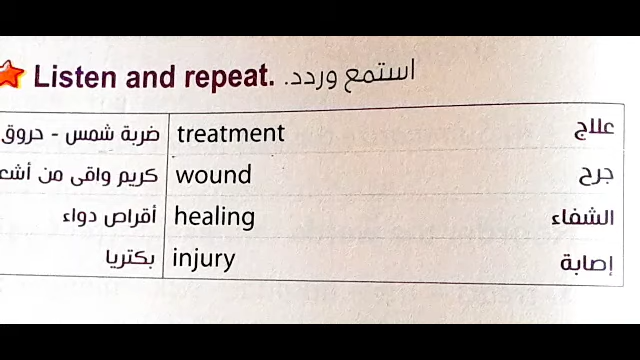 Listen and repeat. استمع وردد.
ضربة شمس - حروق treatment علاج
كريم واقى من wound جرح
أقراص دواء healing الشفاء
بكتريا injury إصابة